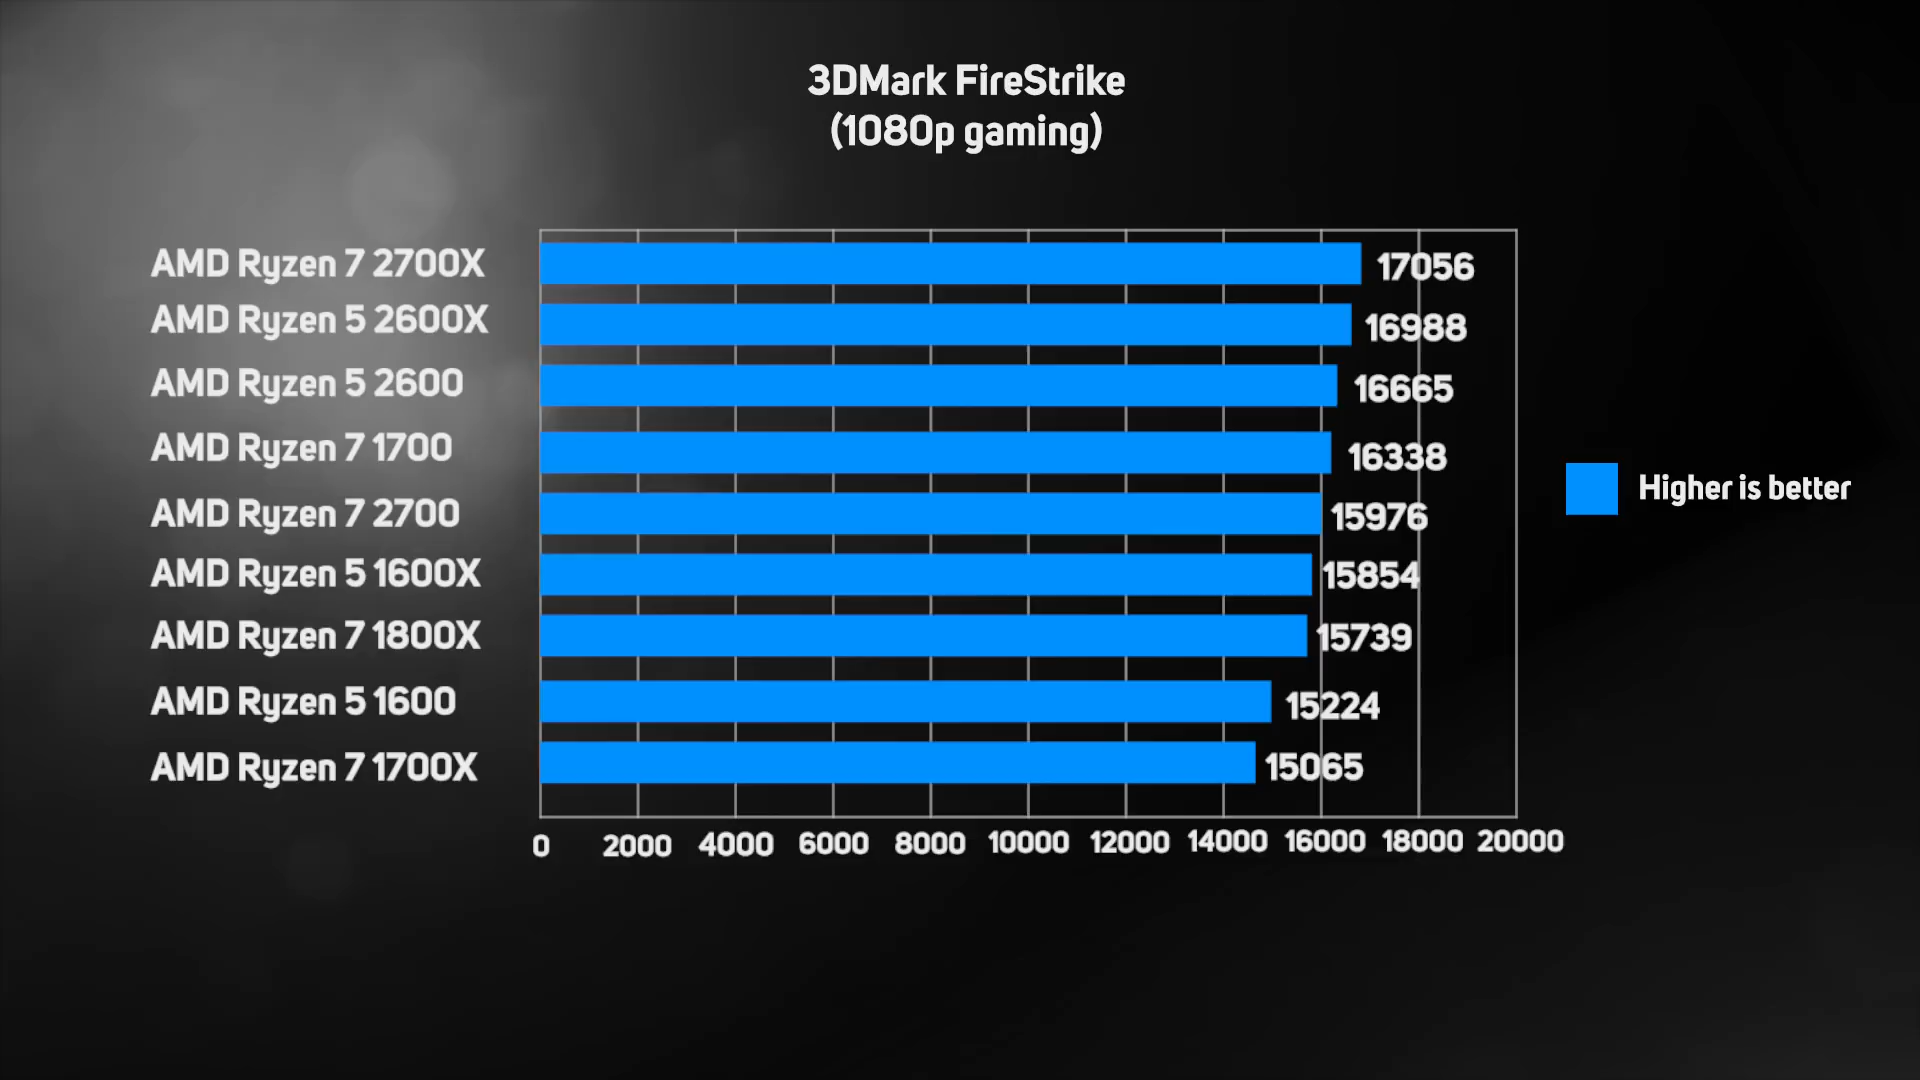 3DMark FireStrike
(1080p gaming)
AMD Ryzen 7 2700X 17056
AMD Ryzen 5 2600X 16988
AMD Ryzen 5 2600 16665
AMD Ryzen 7 1700 16338
AMD Ryzen 7 2700 15976
AMD Ryzen 5 1600X 15854
AMD Ryzen 7 1800X 15739
AMD Ryzen 5 1600 15224
AMD Ryzen 7 1700X 15065
0 2000 4000 6000 8000 10000 12000 14000 16000 18000 20000
Higher is better